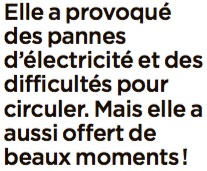 Elle a provoqué
des pannes
d’électricité et des
difficultés pour
circuler. Mais elle a
aussi offert de
beaux moments !